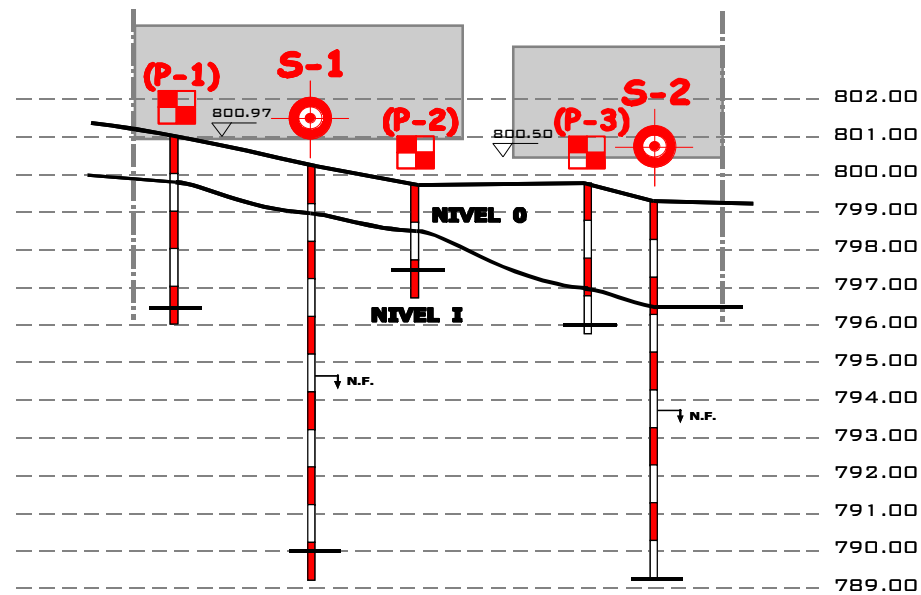 S-1
(P-1)
S-2
802.00
800.97
(P-2)
800.50
(P-3)
801.00
800.00
NIVEL 0
799.00
798.00
797.00
NIVEL I
796.00
795.00
N.F.
794.00
N.F.
793.00
792.00
791.00
790.00
789.00